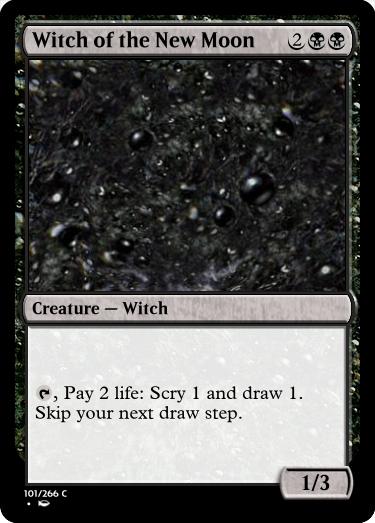 Witch of the New Moon 2
Creature — Witch
, Pay 2 life: Scry 1 and draw 1.
Skip your next draw step.
1/3
101/266 C